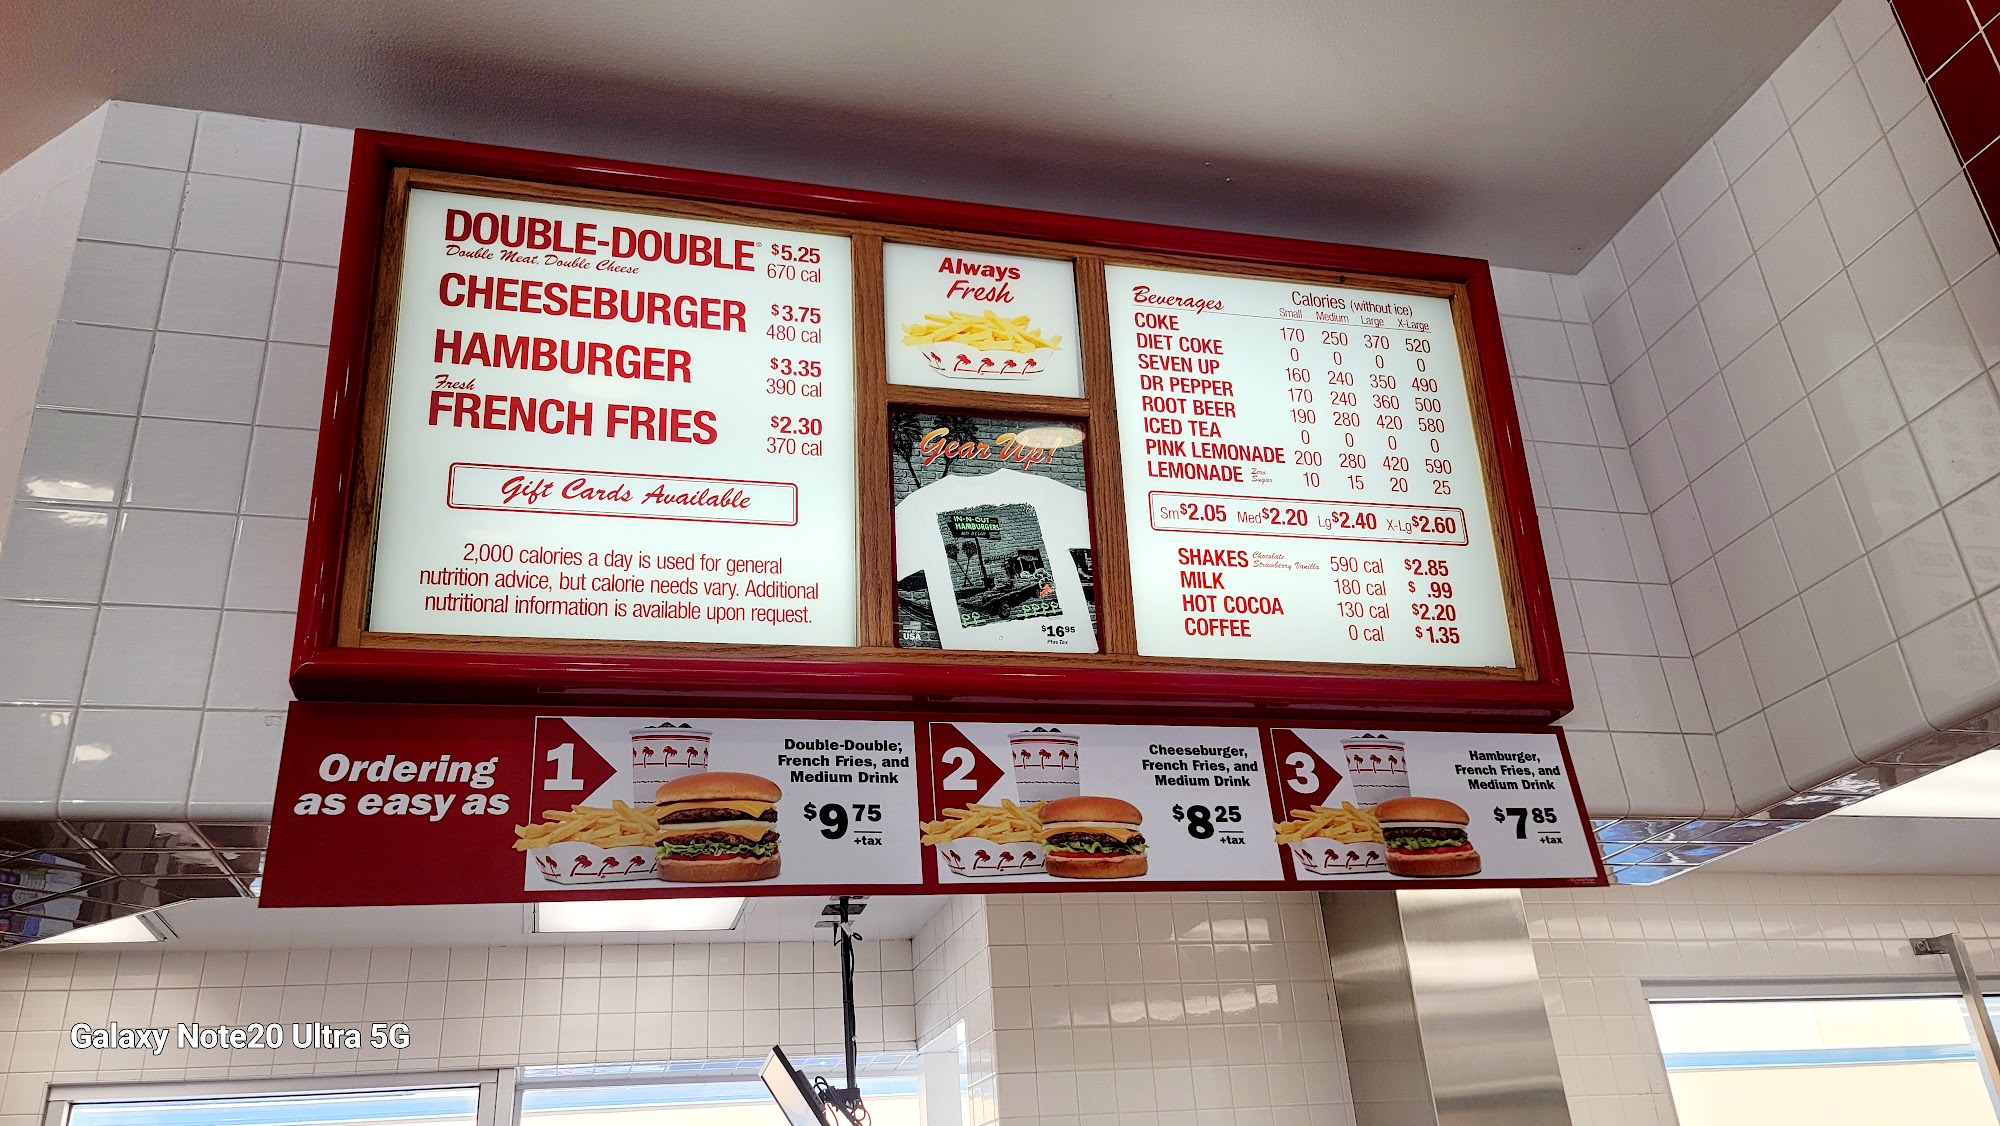 DOUBLE-DOUBLE® $5.25
Double Meat, Double Cheese 670 cal
CHEESEBURGER $3.75
480 cal
HAMBURGER $3.35
390 cal
Fresh
FRENCH FRIES $2.30
370 cal
Gift Cards Available
2,000 calories a day is used for general
nutrition advice, but calorie needs vary. Additional
nutritional information is available upon request.
Always
Fresh
Gear Up!
IN-N-OUT
HAMBURGERS
USA
$1695
Plus Tax
Beverages Calories (without ice)
Small Medium Large X-Large
COKE 170 250 370 520
DIET COKE 0 0 0 0
SEVEN UP 160 240 350 490
DR PEPPER 170 240 360 500
ROOT BEER 190 280 420 580
ICED TEA 0 0 0 0
PINK LEMONADE 200 280 420 590
LEMONADE Zero Sugar 10 15 20 25
Sm$2.05 Med$2.20 Lg$2.40 X-Lg$2.60
SHAKES Chocolate Strawberry Vanilla 590 cal $2.85
MILK 180 cal $ .99
HOT COCOA 130 cal $2.20
COFFEE 0 cal $1.35
Ordering
as easy as
1
Double-Double,®
French Fries, and
Medium Drink
$9 75
+tax
2
Cheeseburger,
French Fries, and
Medium Drink
$8 25
+tax
3
Hamburger,
French Fries, and
Medium Drink
$7 85
+tax
Galaxy Note20 Ultra 5G